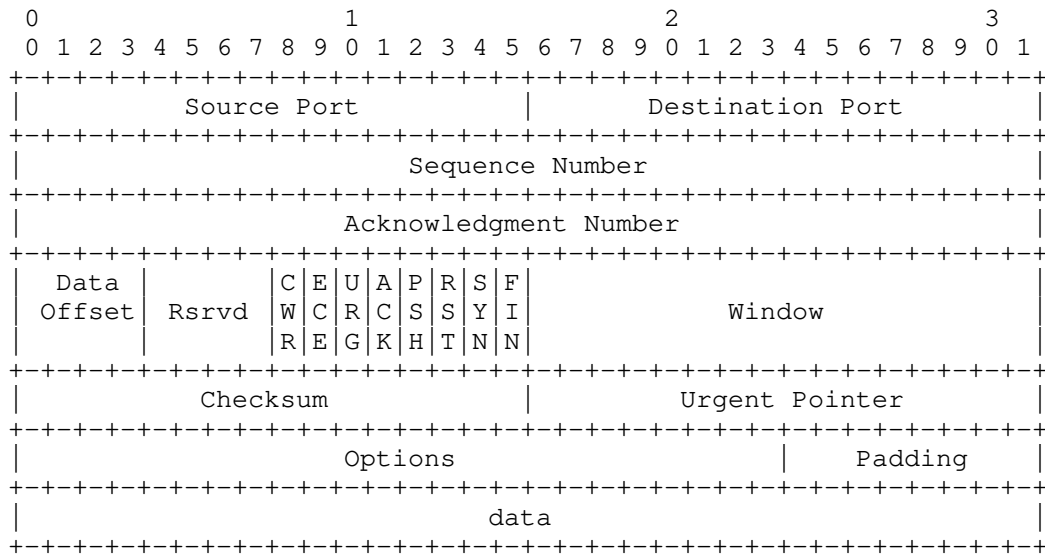 0                   1                   2                   3
 0 1 2 3 4 5 6 7 8 9 0 1 2 3 4 5 6 7 8 9 0 1 2 3 4 5 6 7 8 9 0 1
+-+-+-+-+-+-+-+-+-+-+-+-+-+-+-+-+-+-+-+-+-+-+-+-+-+-+-+-+-+-+-+-+
|          Source Port          |       Destination Port        |
+-+-+-+-+-+-+-+-+-+-+-+-+-+-+-+-+-+-+-+-+-+-+-+-+-+-+-+-+-+-+-+-+
|                        Sequence Number                        |
+-+-+-+-+-+-+-+-+-+-+-+-+-+-+-+-+-+-+-+-+-+-+-+-+-+-+-+-+-+-+-+-+
|                    Acknowledgment Number                      |
+-+-+-+-+-+-+-+-+-+-+-+-+-+-+-+-+-+-+-+-+-+-+-+-+-+-+-+-+-+-+-+-+
|  Data |       |C|E|U|A|P|R|S|F|                               |
| Offset| Rsrvd |W|C|R|C|S|S|Y|I|            Window             |
|       |       |R|E|G|K|H|T|N|N|                               |
+-+-+-+-+-+-+-+-+-+-+-+-+-+-+-+-+-+-+-+-+-+-+-+-+-+-+-+-+-+-+-+-+
|           Checksum            |         Urgent Pointer        |
+-+-+-+-+-+-+-+-+-+-+-+-+-+-+-+-+-+-+-+-+-+-+-+-+-+-+-+-+-+-+-+-+
|                    Options                    |    Padding    |
+-+-+-+-+-+-+-+-+-+-+-+-+-+-+-+-+-+-+-+-+-+-+-+-+-+-+-+-+-+-+-+-+
|                             data                              |
+-+-+-+-+-+-+-+-+-+-+-+-+-+-+-+-+-+-+-+-+-+-+-+-+-+-+-+-+-+-+-+-+